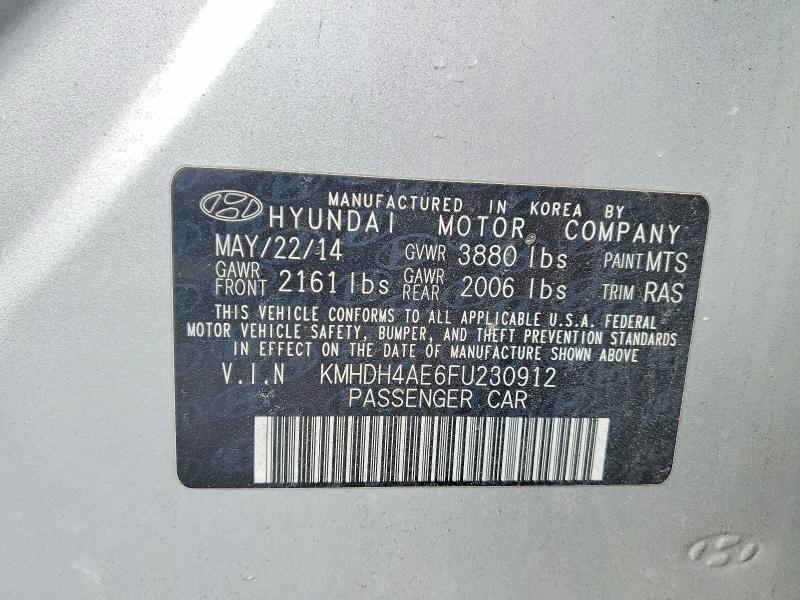 MANUFACTURED IN KOREA BY
HYUNDAI MOTOR COMPANY
MAY/22/14 GVWR 3880 lbs PAINT MTS
GAWR FRONT 2161 lbs GAWR REAR 2006 lbs TRIM RAS
THIS VEHICLE CONFORMS TO ALL APPLICABLE U.S.A. FEDERAL
MOTOR VEHICLE SAFETY, BUMPER, AND THEFT PREVENTION STANDARDS
IN EFFECT ON THE DATE OF MANUFACTURE SHOWN ABOVE
V.I.N KMHDH4AE6FU230912
PASSENGER CAR